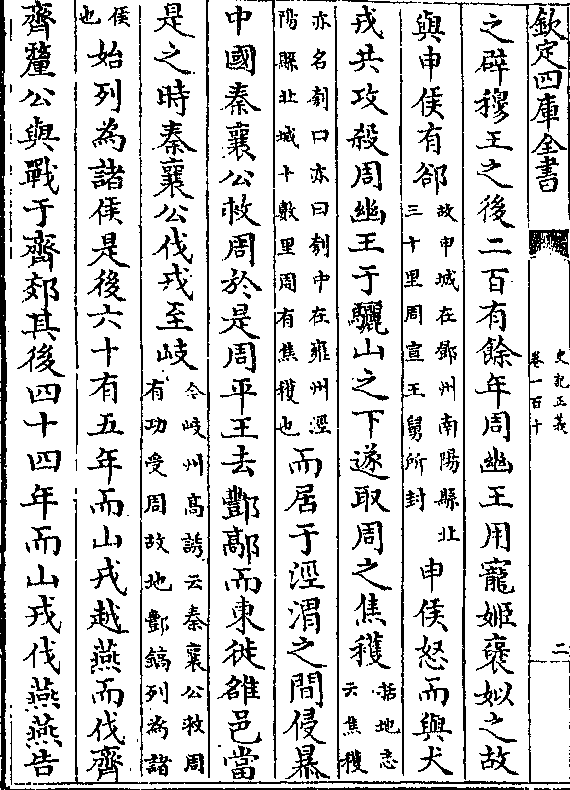 欽定四庫全書
史記正義
卷一百十
二
之辟穆王之後二百有餘年周幽王用寵姬褒姒之故
與申侯有郤故申城在鄧州南陽縣北三十里周宣王舅所封申侯怒而與犬
戎共攻殺周幽王于驪山之下遂取周之焦穫括地志云焦穫
亦名刳口亦曰刳中在雍州涇陽縣北城十數里周有焦穫也而居于涇渭之間侵暴
中國秦襄公救周於是周平王去酆鄗而東徙雒邑當
是之時秦襄公伐戎至岐今岐州高誘云秦襄公救周有功受周故地酆鎬列為諸
侯也始列為諸侯是後六十有五年而山戎越燕而伐齊
齊釐公與戰于齊郊其後四十四年而山戎伐燕燕告